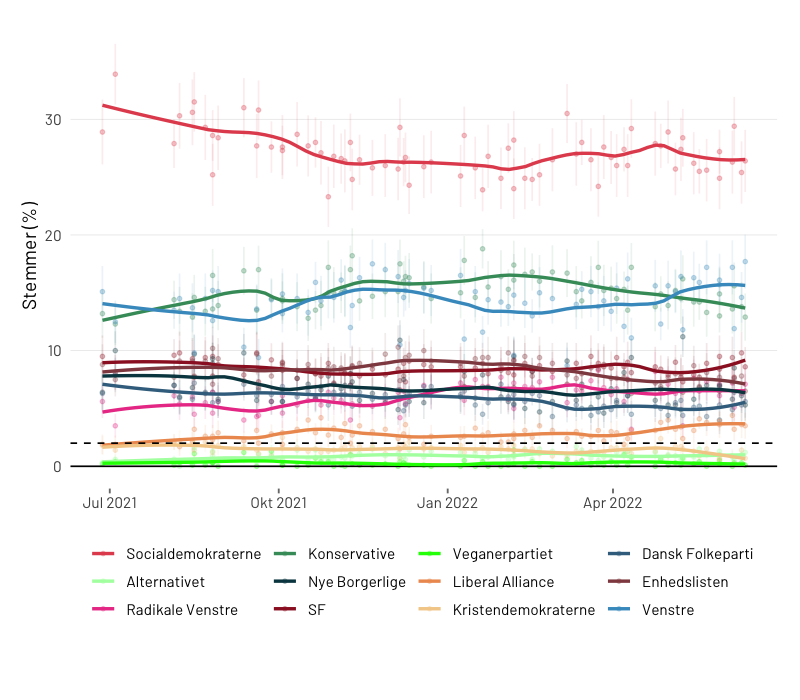 30
20
10
0
Stemmer(%)
Jul 2021
Okt 2021
Jan 2022
Apr 2022
Socialdemokraterne Konservative Veganerpartiet Dansk Folkeparti
Alternativet Nye Borgerlige Liberal Alliance Enhedslisten
Radikale Venstre SF Kristendemokraterne Venstre